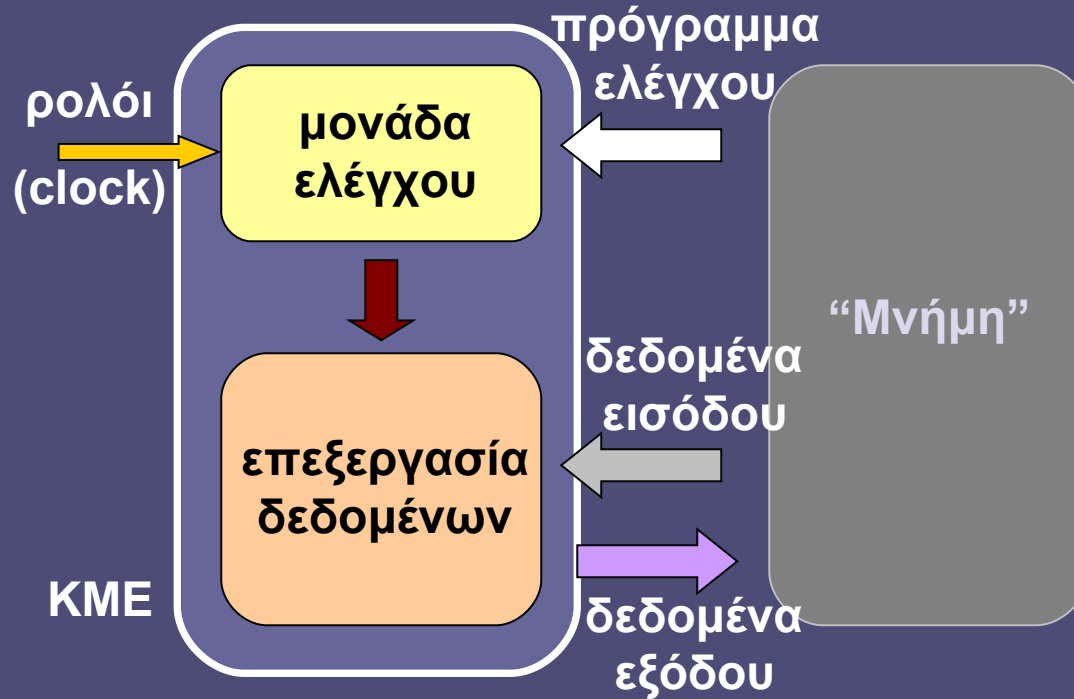 ρολόι
(clock)
μονάδα
ελέγχου
πρόγραμμα
ελέγχου
“Μνήμη”
δεδομένα
εισόδου
επεξεργασία
δεδομένων
ΚΜΕ
δεδομένα
εξόδου